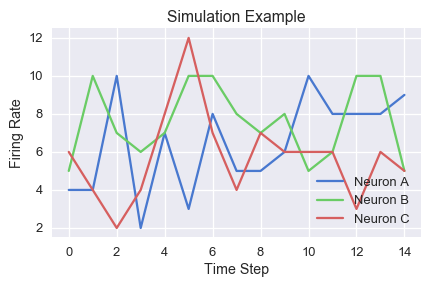 Simulation Example
12
10
8
6
4
2
Firing Rate
Neuron A
Neuron B
Neuron C
0 2 4 6 8 10 12 14
Time Step